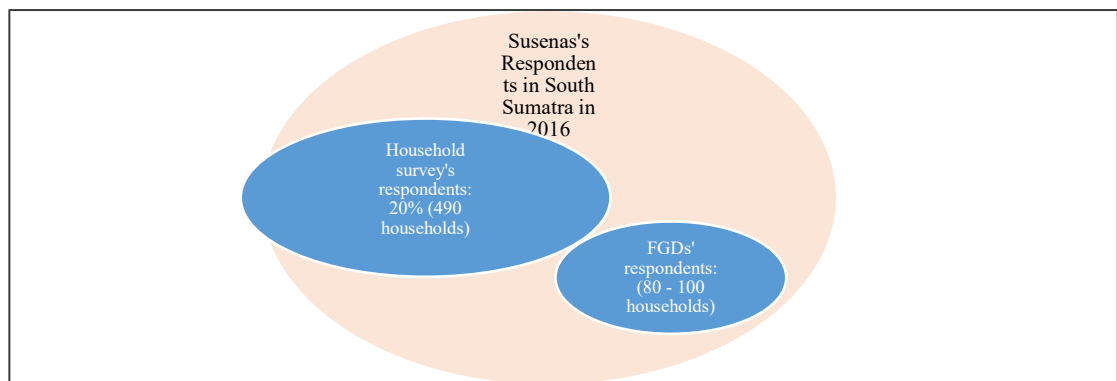 Susenas's
Responden
ts in South
Sumatra in
2016
Household
survey's
respondents:
20% (490
households)
FGDs'
respondents:
(80 - 100
households)